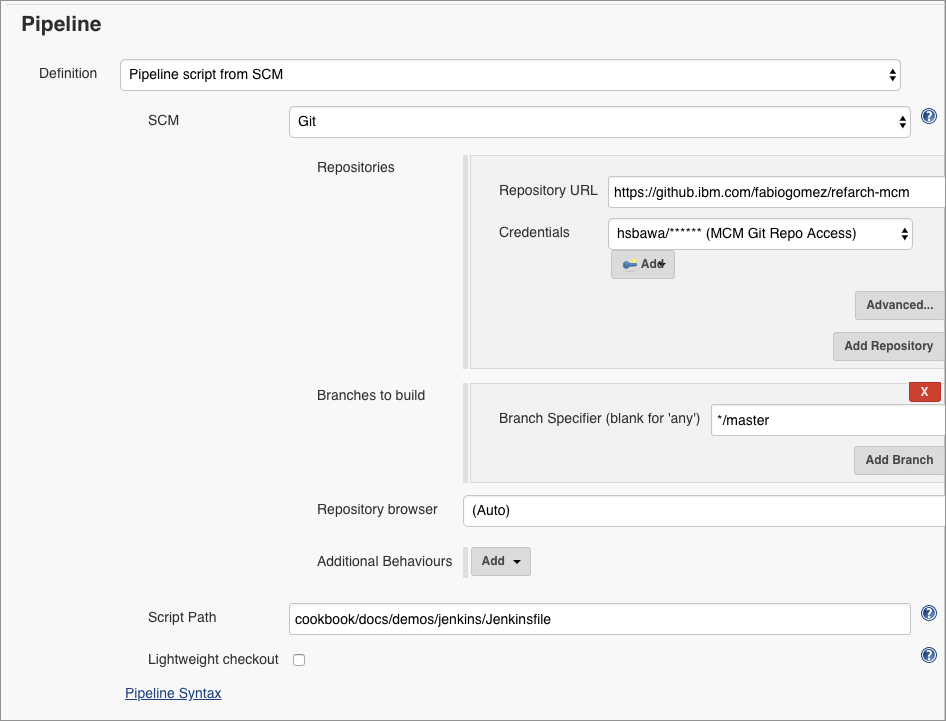 Pipeline
Definition
Pipeline script from SCM
SCM
Git
?
Repositories
Repository URL
https://github.ibm.com/fabiogomez/refarch-mcm
Credentials
hsbawa/****** (MCM Git Repo Access)
Add
Advanced...
Add Repository
Branches to build
X
Branch Specifier (blank for 'any')
*/master
Add Branch
Repository browser
(Auto)
Additional Behaviours
Add
Script Path
cookbook/docs/demos/jenkins/Jenkinsfile
?
Lightweight checkout
?
Pipeline Syntax